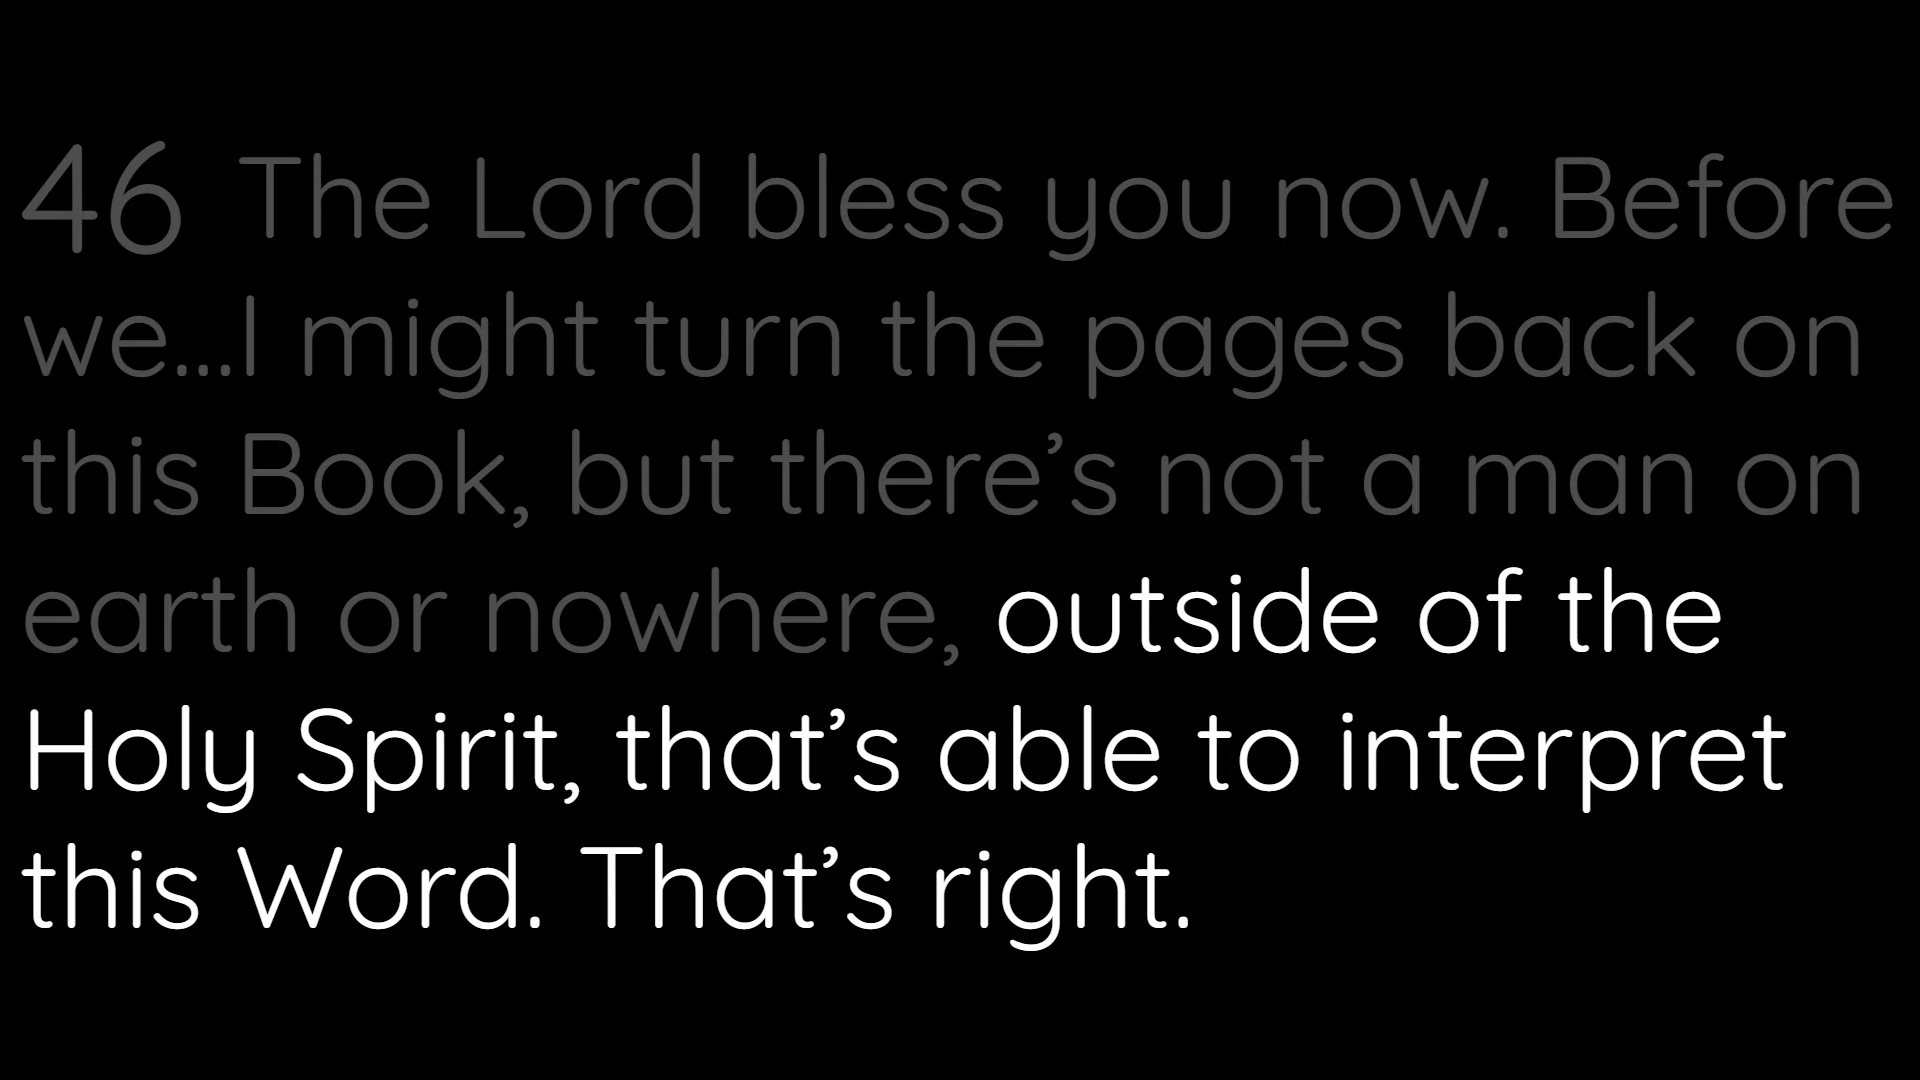 46 The Lord bless you now. Before
we...I might turn the pages back on
this Book, but there’s not a man on
earth or nowhere, outside of the
Holy Spirit, that’s able to interpret
this Word. That’s right.